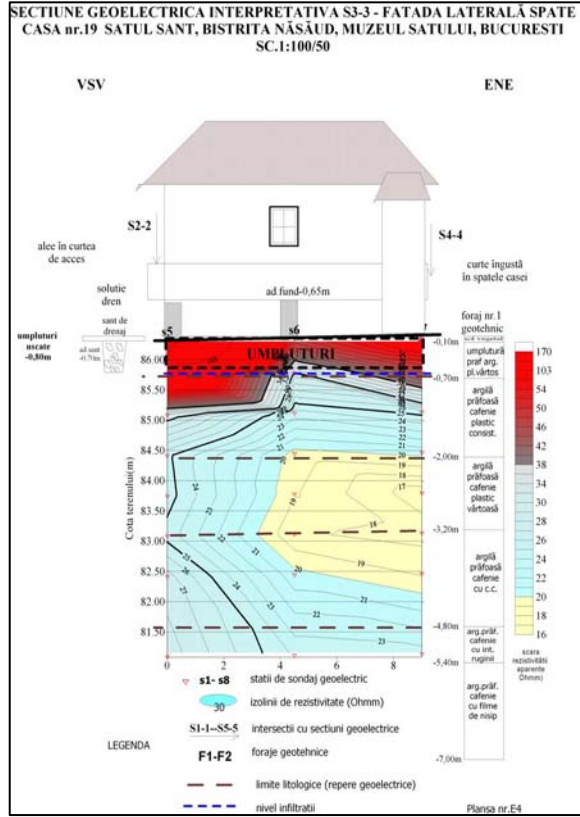 SECTIUNE GEOELECTRICA INTERPRETATIVA S3-3 - FATADA LATERALĂ SPATE
CASA nr.19 SATUL SANT, BISTRITA NĂSĂUD, MUZEUL SATULUI, BUCURESTI
SC.1:100/50
VSV
ENE
S2-2
S4-4
alee în curtea
de acces
curte îngustă
în spatele casei
solutie
dren
ad.fund-0,65m
sant de
drenaj
s5
s6
foraj nr.1
geotehnic
umpluturi
uscate
-0,80m
ad.sant
-0.70m
-0,10m
sol vegetal
UMPLUTURI
umplutură
praf arg.
pl.vârtos
-0,70m
argilă
prăfoasă
cafenie
plastic
consist.
-2,00m
argilă
prăfoasă
cafenie
plastic
vârtoasă
-3,20m
argilă
prăfoasă
cafenie
cu c.c.
-4,80m
arg.prăf.
cafenie
cu int.
ruginii
-5,40m
arg.prăf.
cafenie
cu filme
de nisip
-7,00m
Cota terenului(m)
86.00
85.50
85.00
84.50
84.00
83.50
83.00
82.50
82.00
81.50
0
2
4
6
8
170
103
54
50
46
42
38
34
30
28
26
24
22
20
18
16
scara
rezistivitătii
aparente
Ohmm)
LEGENDA
s1- s8 statii de sondaj geoelectric
30 izolinii de rezistivitate (Ohmm)
S1-1--S5-5 intersectii cu sectiuni geoelectrice
F1-F2 foraje geotehnice
limite litologice (repere geoelectrice)
nivel infiltratii
Plansa nr.E4